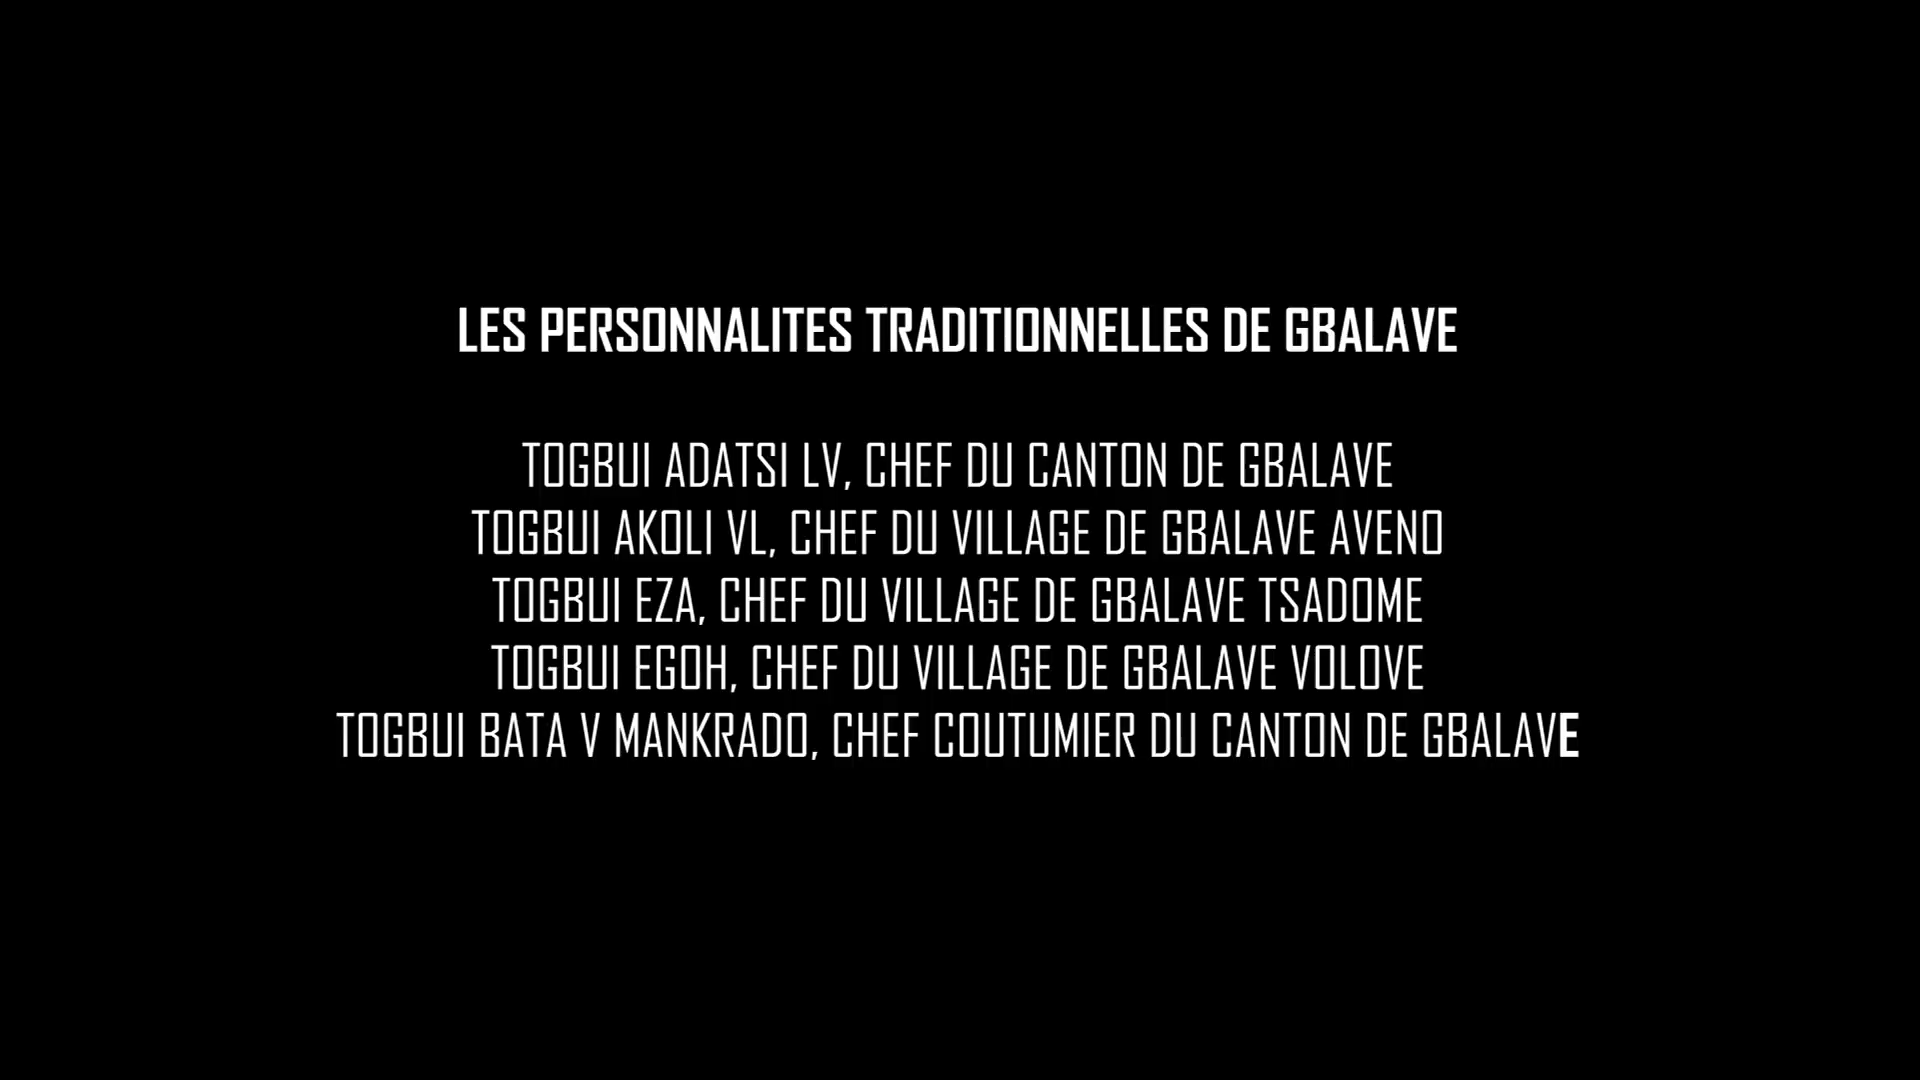 LES PERSONNALITES TRADITIONNELLES DE GBALAVE
TOGBUI ADATSI LV, CHEF DU CANTON DE GBALAVE
TOGBUI AKOLI VL, CHEF DU VILLAGE DE GBALAVE AVENO
TOGBUI EZA, CHEF DU VILLAGE DE GBALAVE TSADOME
TOGBUI EGOH, CHEF DU VILLAGE DE GBALAVE VOLOVE
TOGBUI BATA V MANKRADO, CHEF COUTUMIER DU CANTON DE GBALAVE